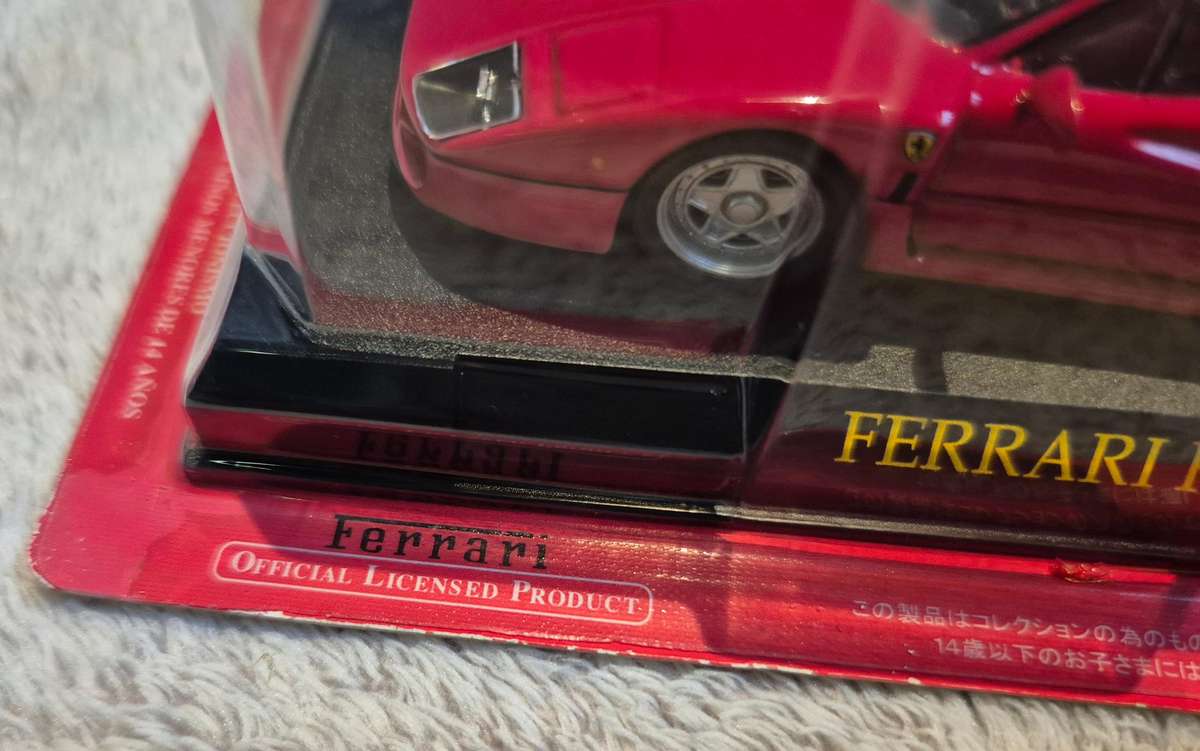 MENORES DE 14 AÑOS
FERRARI
Ferrari
OFFICIAL LICENSED PRODUCT
この製品はコレクションの為のもの
14歳以下のお子さまには